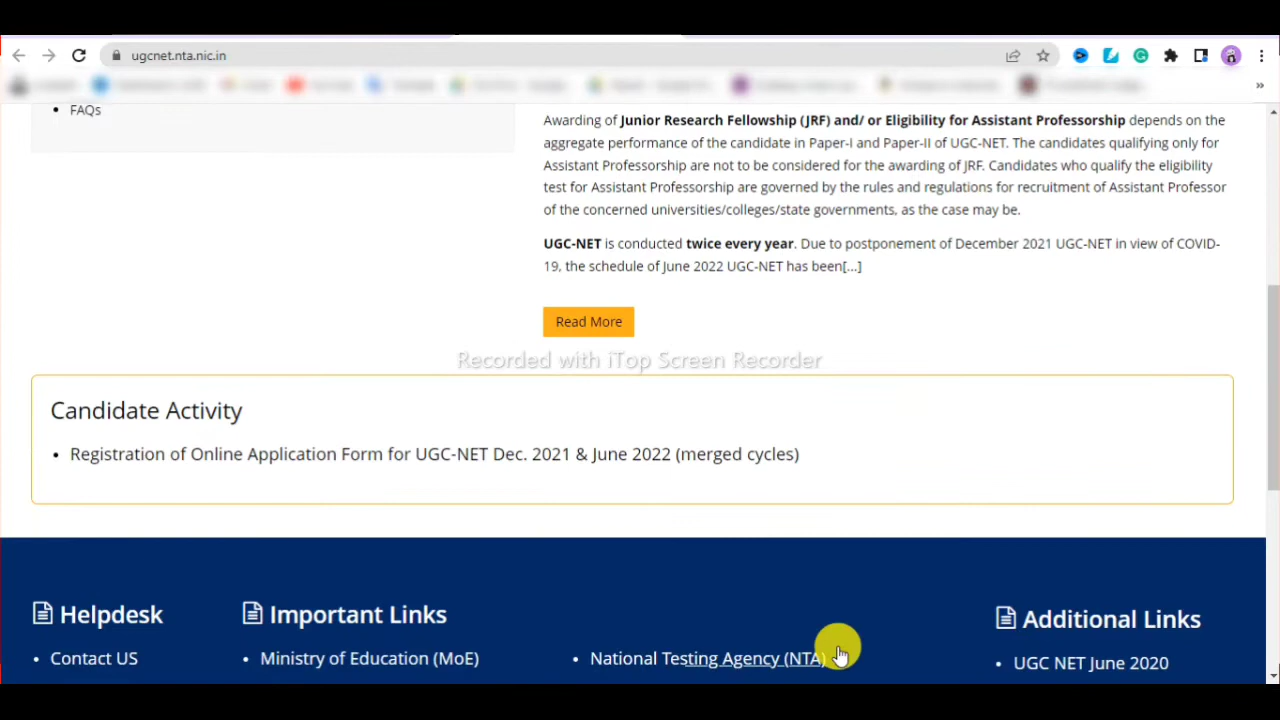 ugcnet.nta.nic.in
»
FAQs
Awarding of Junior Research Fellowship (JRF) and/ or Eligibility for Assistant Professorship depends on the
aggregate performance of the candidate in Paper-I and Paper-II of UGC-NET. The candidates qualifying only for
Assistant Professorship are not to be considered for the awarding of JRF. Candidates who qualify the eligibility
test for Assistant Professorship are governed by the rules and regulations for recruitment of Assistant Professor
of the concerned universities/colleges/state governments, as the case may be.
UGC-NET is conducted twice every year. Due to postponement of December 2021 UGC-NET in view of COVID-
19, the schedule of June 2022 UGC-NET has been[...]
Read More
Recorded with iTop Screen Recorder
Candidate Activity
• Registration of Online Application Form for UGC-NET Dec. 2021 & June 2022 (merged cycles)
Helpdesk
• Contact US
Important Links
• Ministry of Education (MoE)
• National Testing Agency (NTA)
Additional Links
• UGC NET June 2020